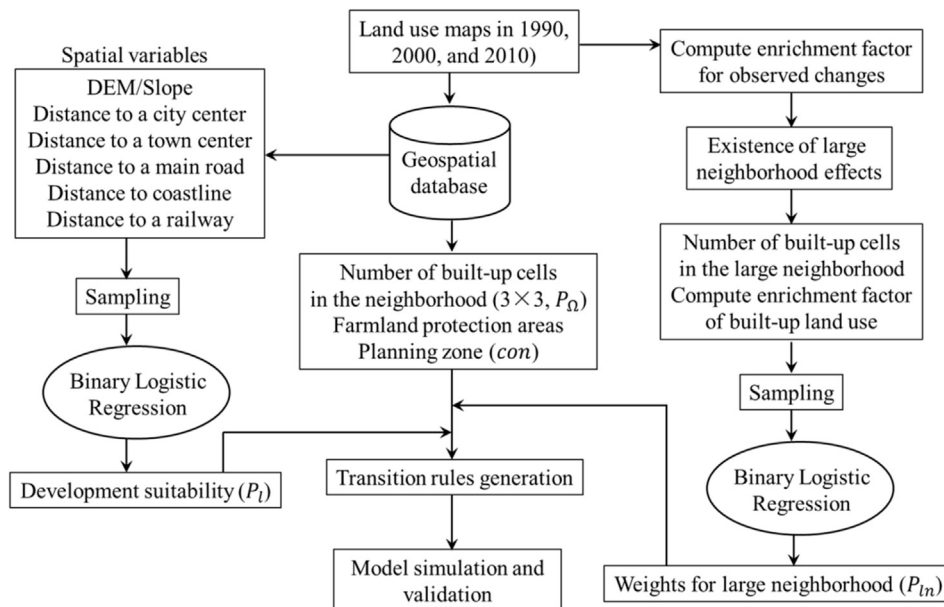 Land use maps in 1990,
2000, and 2010)
Spatial variables
DEM/Slope
Distance to a city center
Distance to a town center
Distance to a main road
Distance to coastline
Distance to a railway
Sampling
Binary Logistic
Regression
Development suitability (P_l)
Geospatial
database
Number of built-up cells
in the neighborhood (3×3, P_Ω)
Farmland protection areas
Planning zone (con)
Transition rules generation
Model simulation and
validation
Compute enrichment factor
for observed changes
Existence of large
neighborhood effects
Number of built-up cells
in the large neighborhood
Compute enrichment factor
of built-up land use
Sampling
Binary Logistic
Regression
Weights for large neighborhood (P_ln)